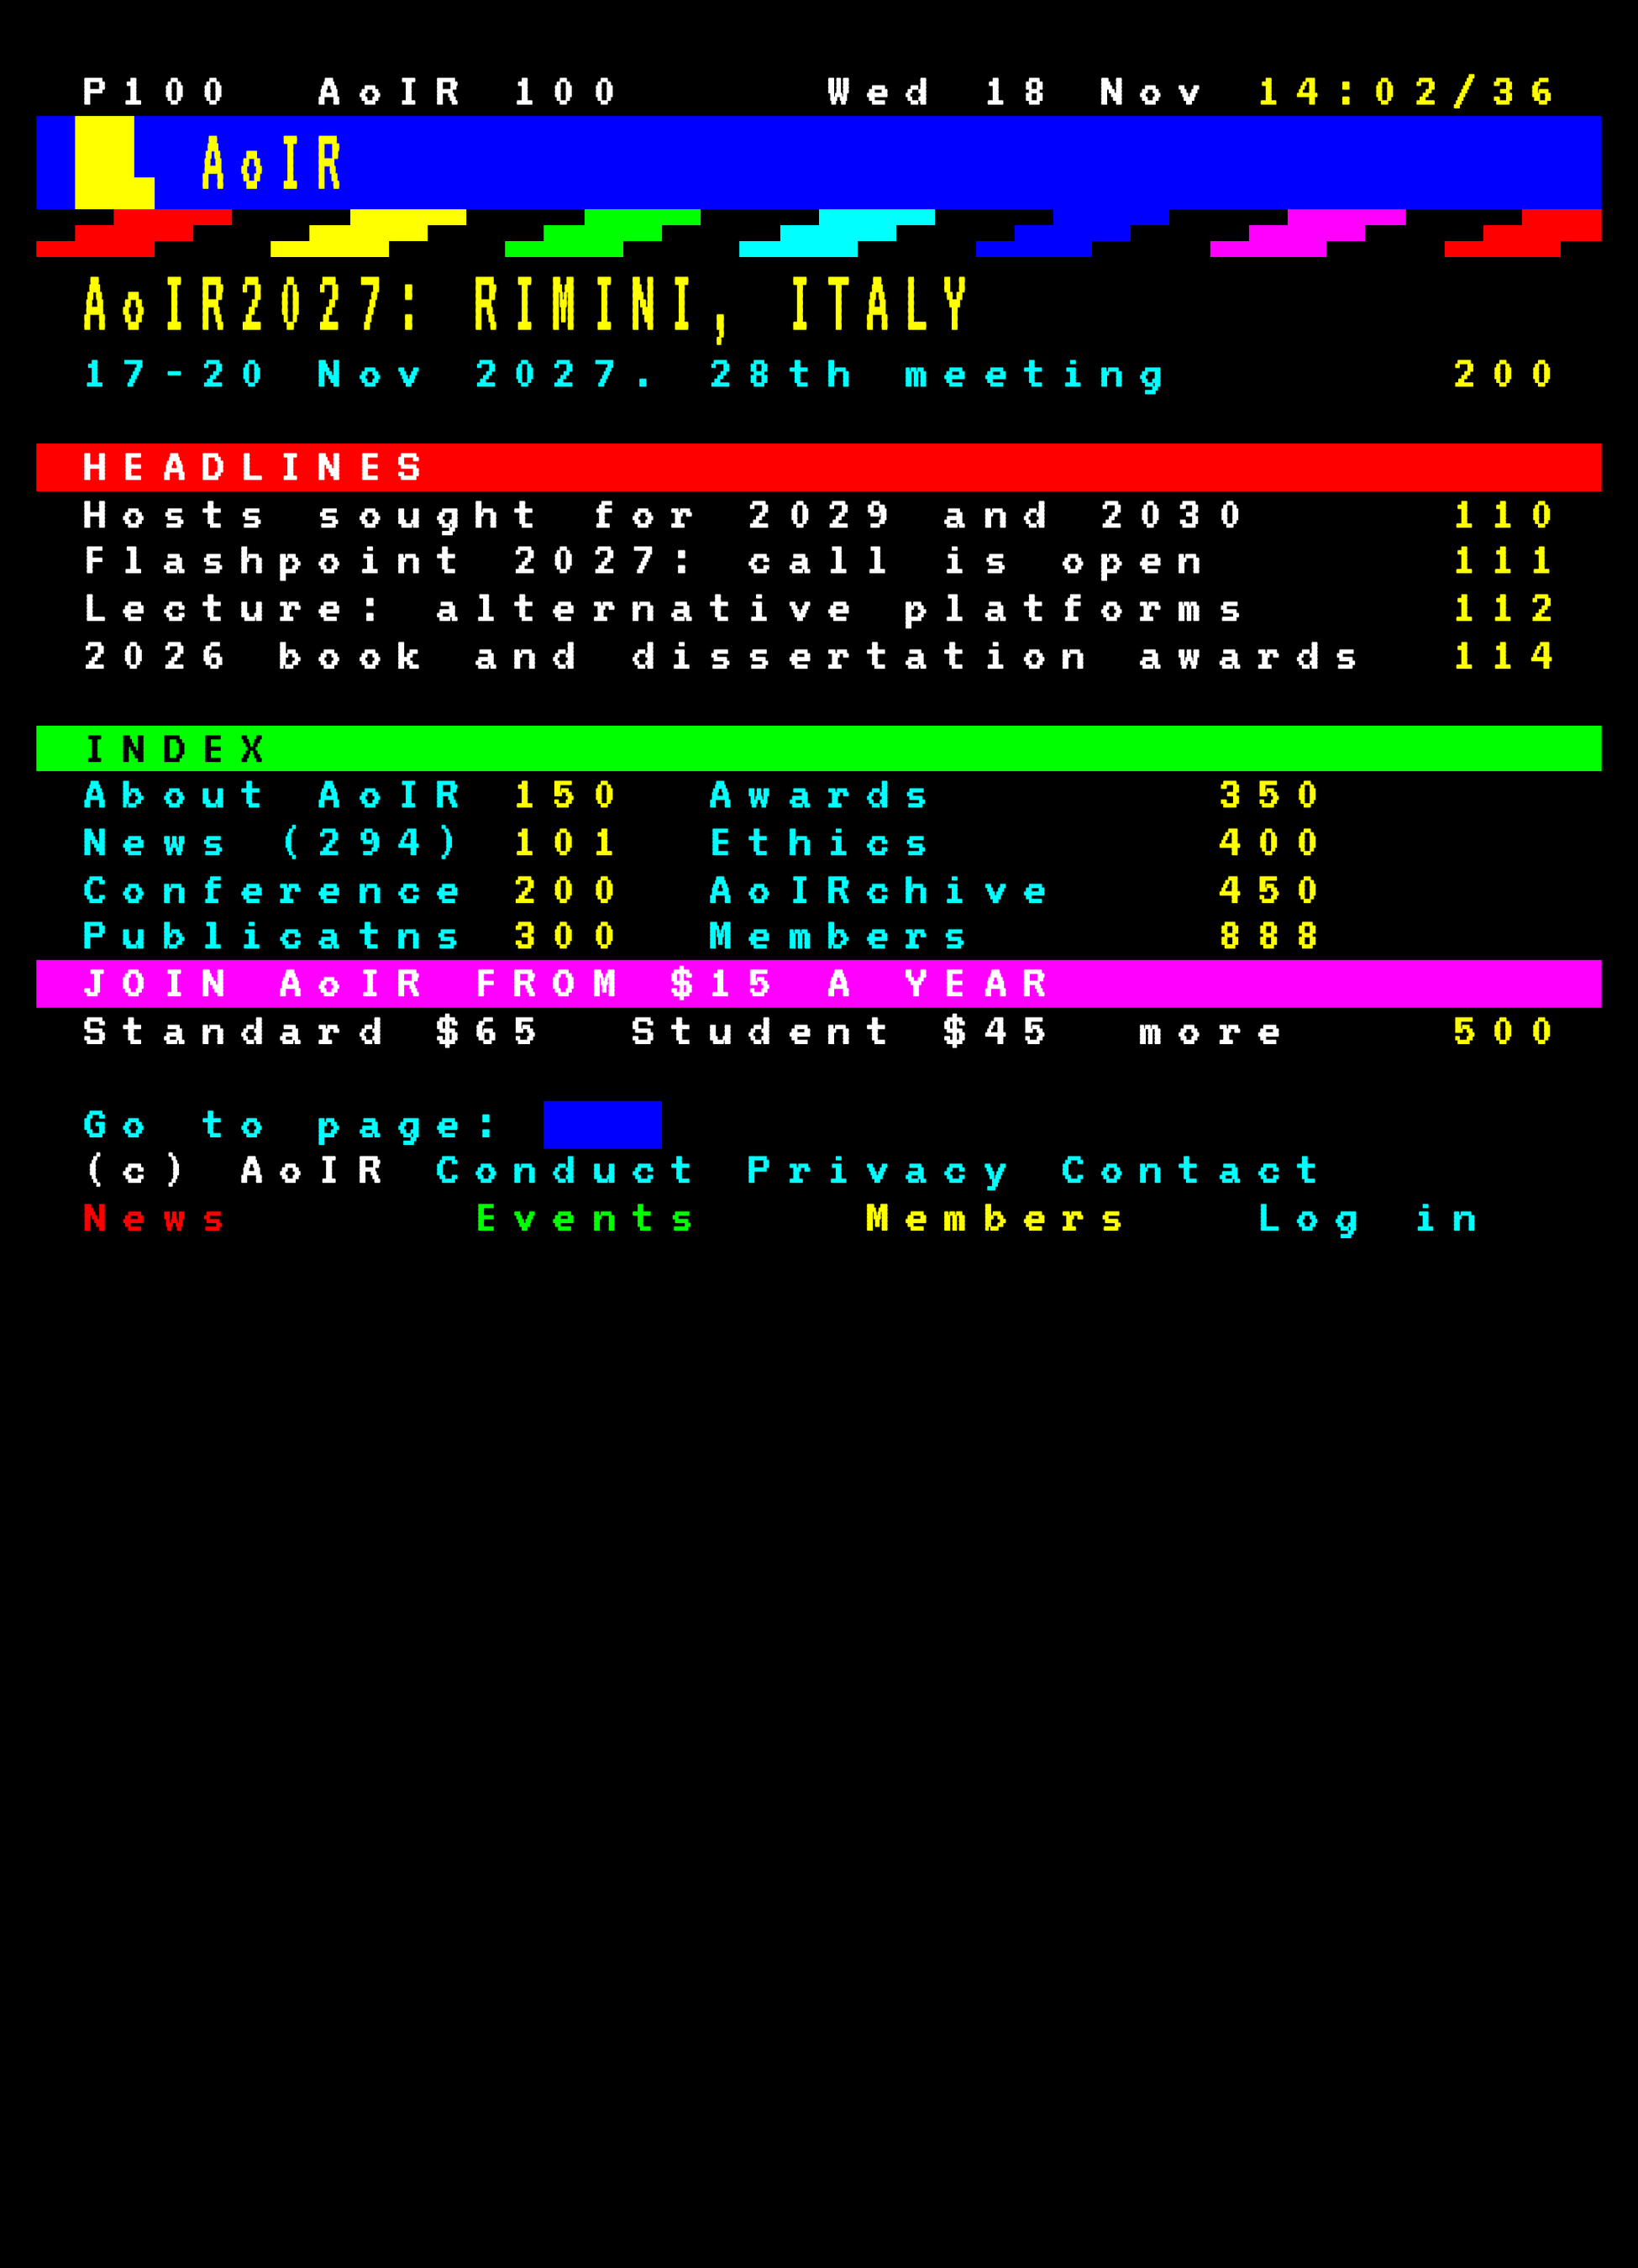 P100 AoIR 100 Wed 18 Nov 14:02/36
AoIR
AoIR2027: RIMINI, ITALY
17-20 Nov 2027. 28th meeting 200
HEADLINES
Hosts sought for 2029 and 2030 110
Flashpoint 2027: call is open 111
Lecture: alternative platforms 112
2026 book and dissertation awards 114
INDEX
About AoIR 150 Awards 350
News (294) 101 Ethics 400
Conference 200 AoIRchive 450
Publicatns 300 Members 888
JOIN AoIR FROM $15 A YEAR
Standard $65 Student $45 more 500
Go to page:
(c) AoIR Conduct Privacy Contact
News Events Members Log in